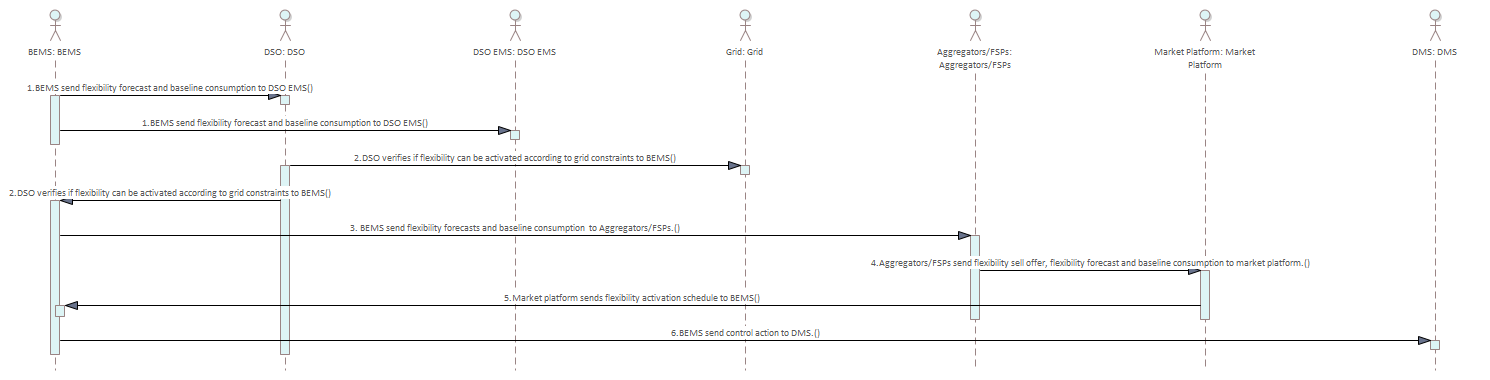 BEMS: BEMS
DSO: DSO
DSO EMS: DSO EMS
Grid: Grid
Aggregators/FSPs:
Aggregators/FSPs
Market Platform: Market
Platform
DMS: DMS
1.BEMS send flexibility forecast and baseline consumption to DSO EMS()
1.BEMS send flexibility forecast and baseline consumption to DSO EMS()
2.DSO verifies if flexibility can be activated according to grid constraints to BEMS()
2.DSO verifies if flexibility can be activated according to grid constraints to BEMS()
3. BEMS send flexibility forecasts and baseline consumption to Aggregators/FSPs.()
4.Aggregators/FSPs send flexibility sell offer, flexibility forecast and baseline consumption to market platform.()
5.Market platform sends flexibility activation schedule to BEMS()
6.BEMS send control action to DMS.()